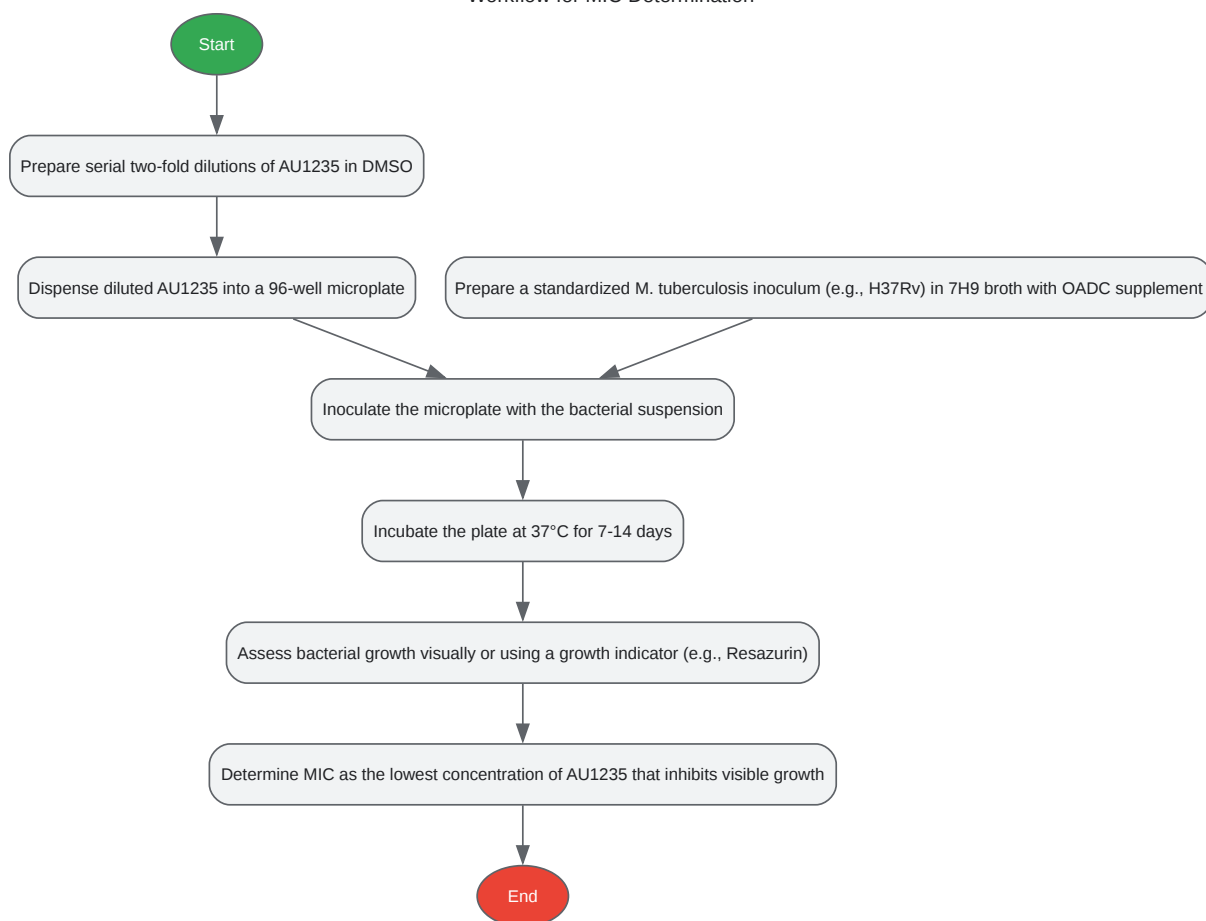 Workflow for MIC Determination
Start
Prepare serial two-fold dilutions of AU1235 in DMSO
Dispense diluted AU1235 into a 96-well microplate
Prepare a standardized M. tuberculosis inoculum (e.g., H37Rv) in 7H9 broth with OADC supplement
Inoculate the microplate with the bacterial suspension
Incubate the plate at 37°C for 7-14 days
Assess bacterial growth visually or using a growth indicator (e.g., Resazurin)
Determine MIC as the lowest concentration of AU1235 that inhibits visible growth
End